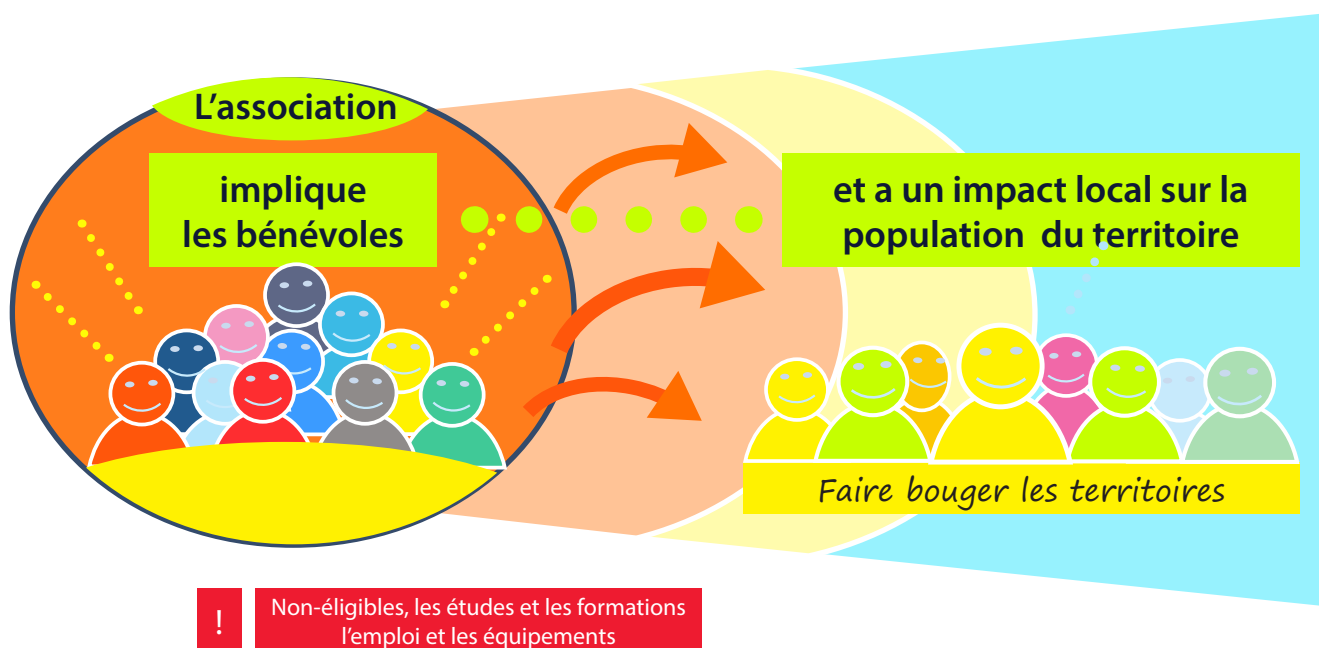 L’association
implique
les bénévoles
et a un impact local sur la
population du territoire
Faire bouger les territoires
!
Non-éligibles, les études et les formations
l’emploi et les équipements